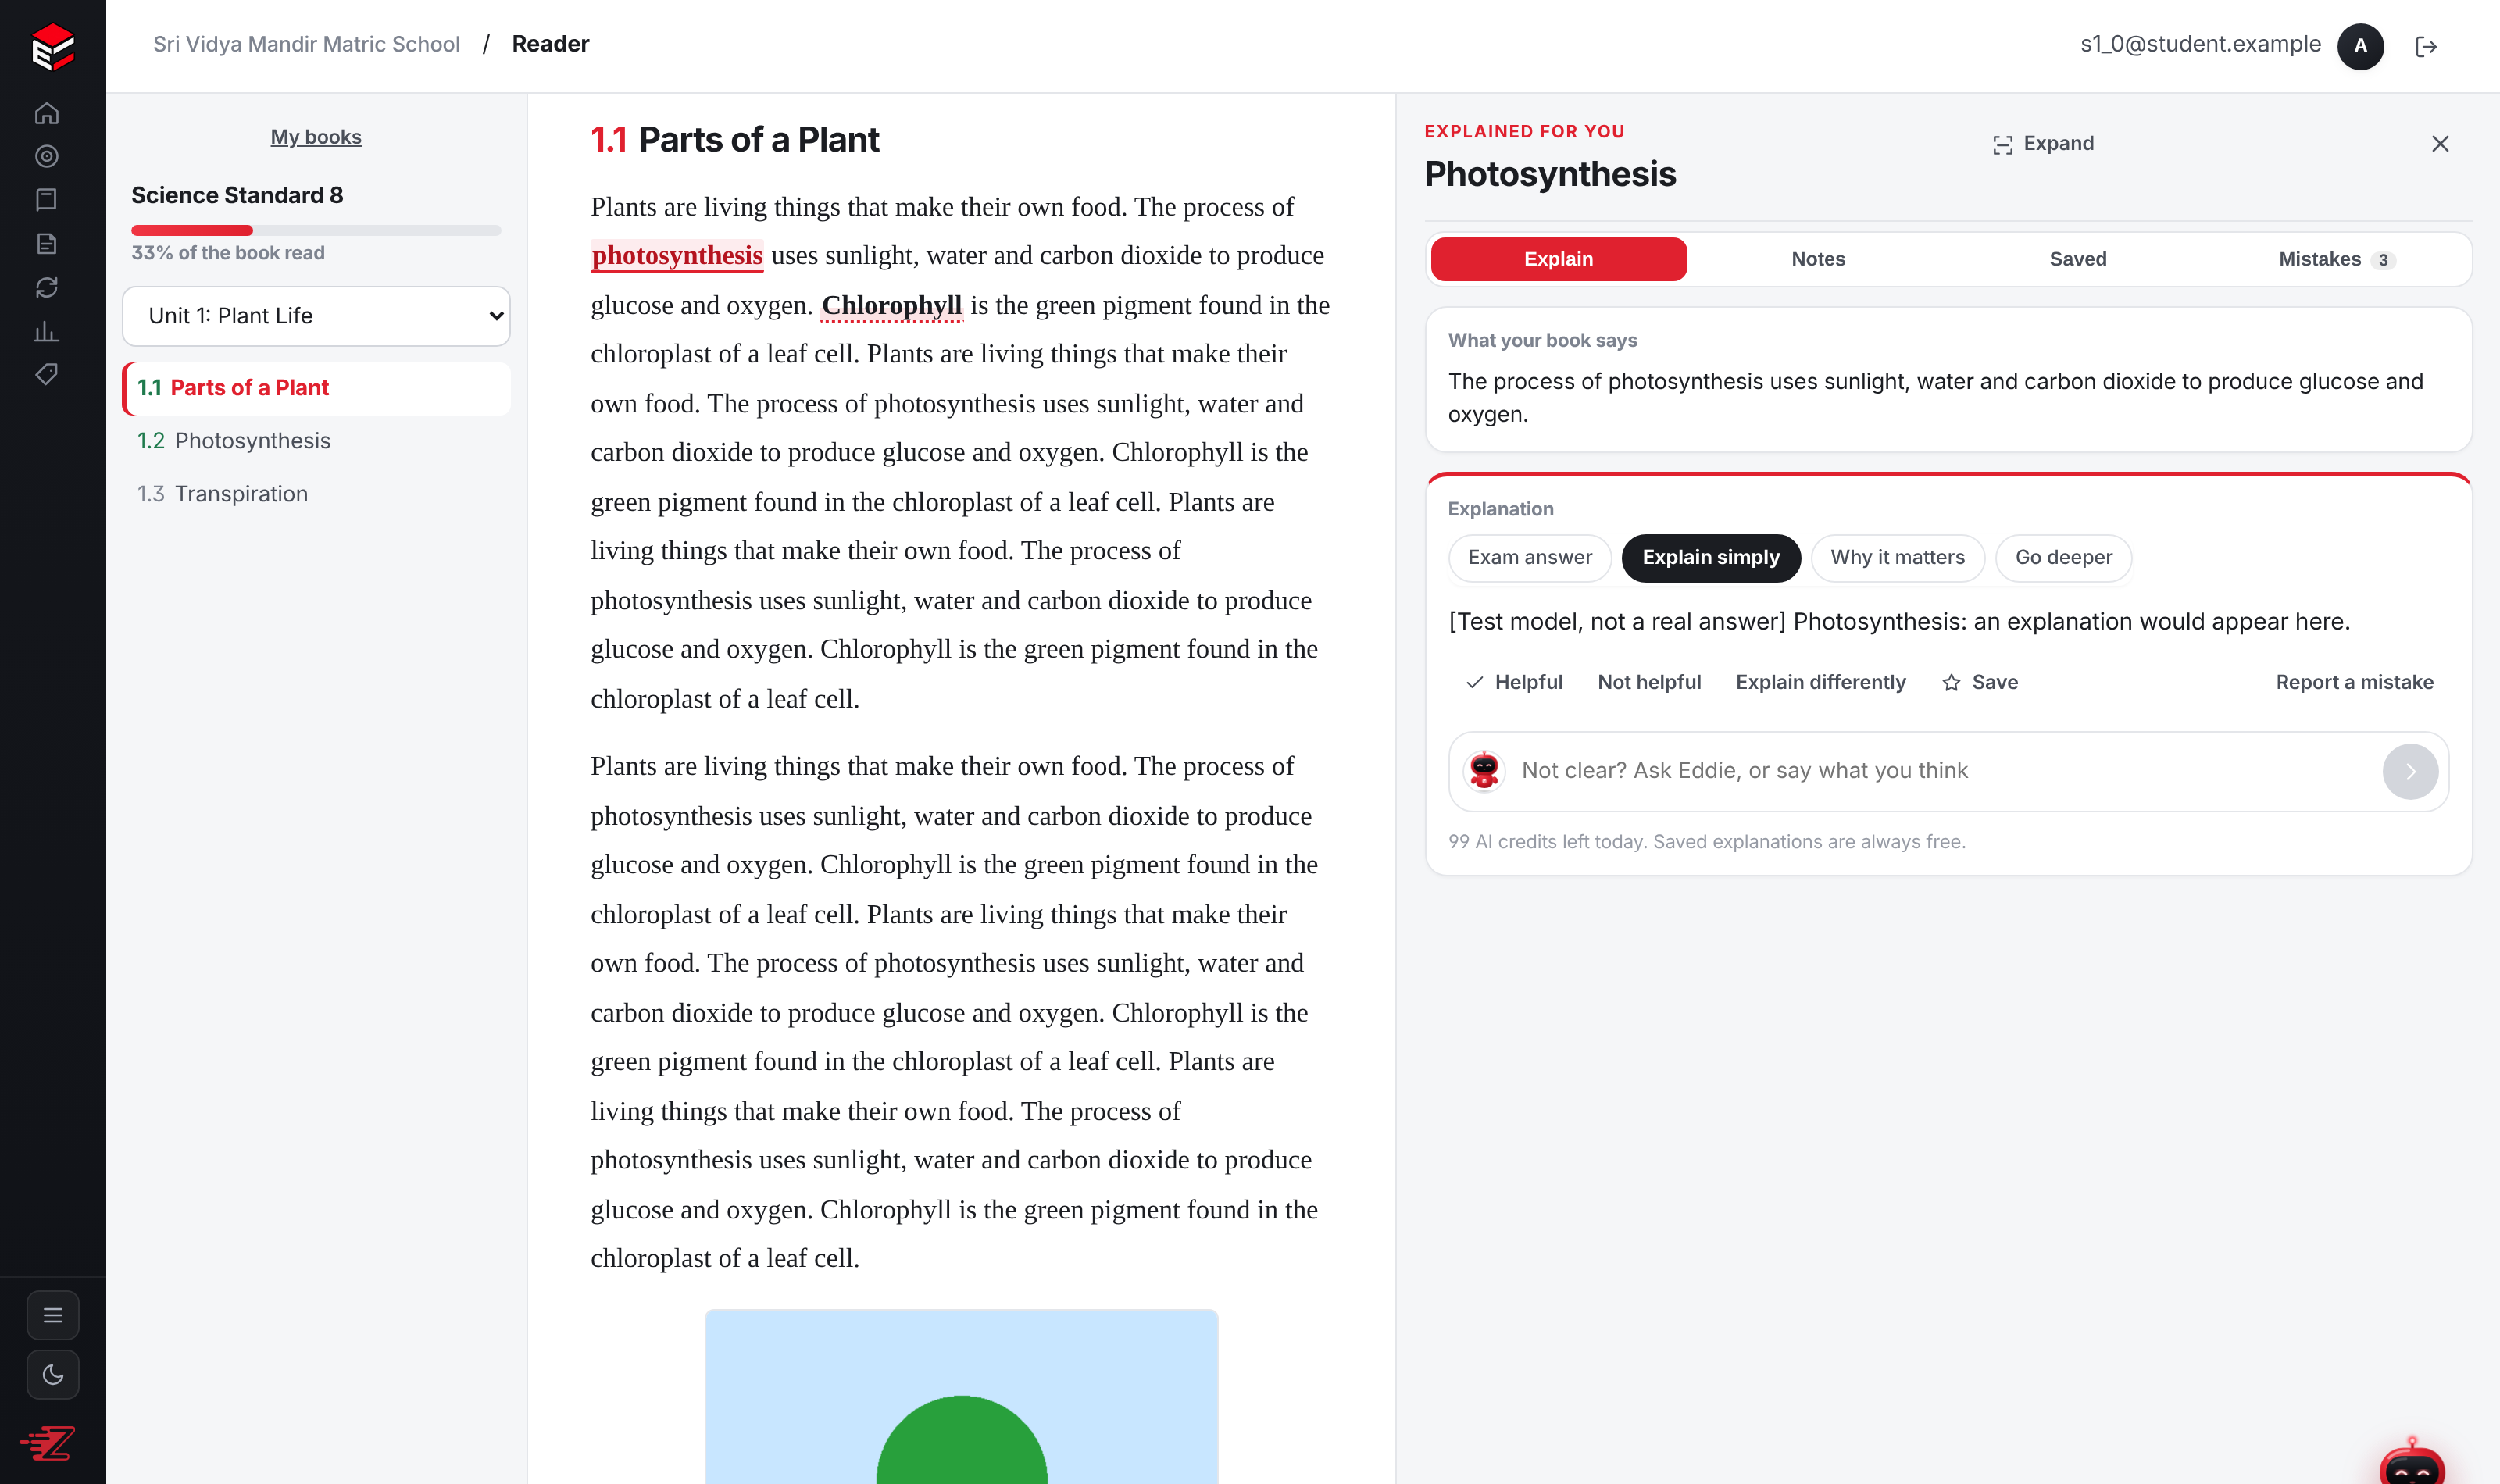 Sri Vidya Mandir Matric School / Reader
s1_0@student.example
A
My books
Science Standard 8
33% of the book read
Unit 1: Plant Life
1.1 Parts of a Plant
1.2 Photosynthesis
1.3 Transpiration
1.1 Parts of a Plant
Plants are living things that make their own food. The process of
photosynthesis uses sunlight, water and carbon dioxide to produce
glucose and oxygen. Chlorophyll is the green pigment found in the
chloroplast of a leaf cell. Plants are living things that make their
own food. The process of photosynthesis uses sunlight, water and
carbon dioxide to produce glucose and oxygen. Chlorophyll is the
green pigment found in the chloroplast of a leaf cell. Plants are
living things that make their own food. The process of
photosynthesis uses sunlight, water and carbon dioxide to produce
glucose and oxygen. Chlorophyll is the green pigment found in the
chloroplast of a leaf cell.
Plants are living things that make their own food. The process of
photosynthesis uses sunlight, water and carbon dioxide to produce
glucose and oxygen. Chlorophyll is the green pigment found in the
chloroplast of a leaf cell. Plants are living things that make their
own food. The process of photosynthesis uses sunlight, water and
carbon dioxide to produce glucose and oxygen. Chlorophyll is the
green pigment found in the chloroplast of a leaf cell. Plants are
living things that make their own food. The process of
photosynthesis uses sunlight, water and carbon dioxide to produce
glucose and oxygen. Chlorophyll is the green pigment found in the
chloroplast of a leaf cell.
EXPLAINED FOR YOU
Photosynthesis
Expand
Explain
Notes
Saved
Mistakes 3
What your book says
The process of photosynthesis uses sunlight, water and carbon dioxide to produce glucose and
oxygen.
Explanation
Exam answer
Explain simply
Why it matters
Go deeper
[Test model, not a real answer] Photosynthesis: an explanation would appear here.
Helpful
Not helpful
Explain differently
Save
Report a mistake
Not clear? Ask Eddie, or say what you think
99 AI credits left today. Saved explanations are always free.